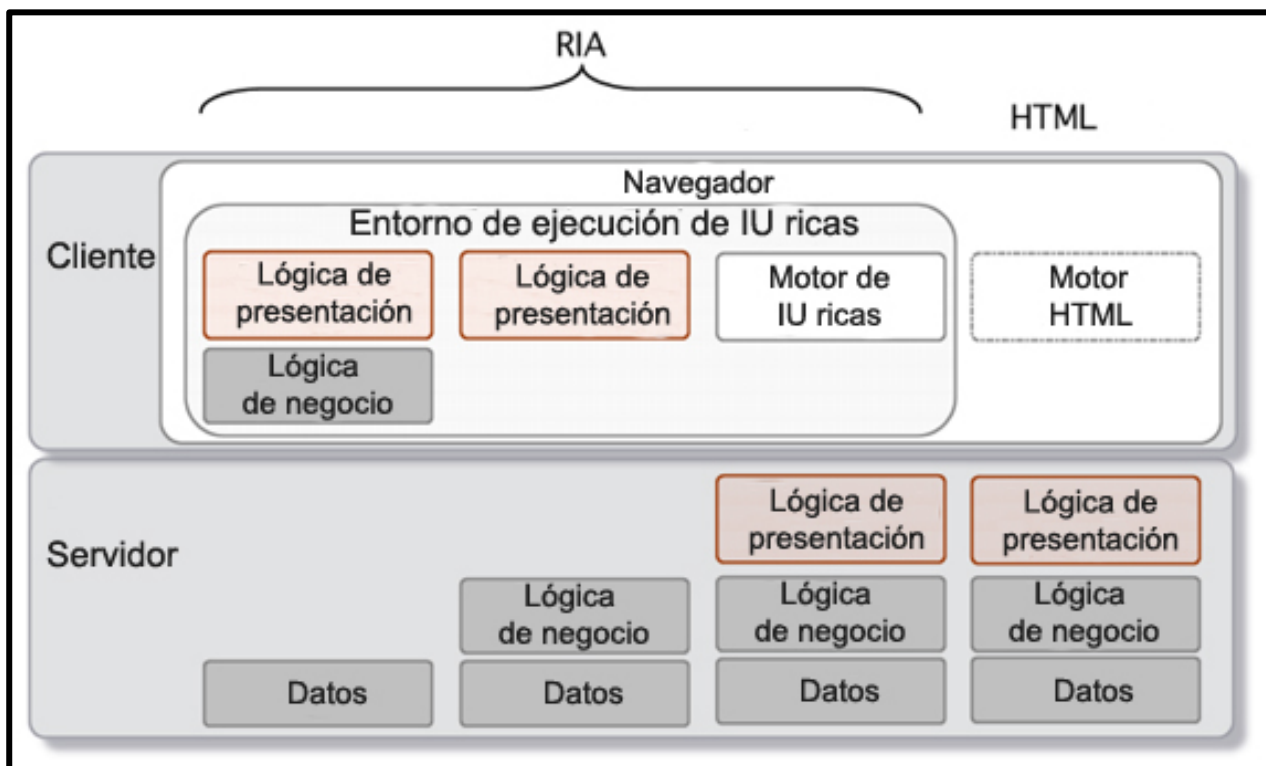 RIA
HTML
Navegador
Entorno de ejecución de IU ricas
Cliente
Lógica de
presentación
Lógica de
presentación
Motor de
IU ricas
Motor
HTML
Lógica
de negocio
Servidor
Lógica de
presentación
Lógica de
presentación
Lógica
de negocio
Lógica
de negocio
Lógica
de negocio
Datos
Datos
Datos
Datos